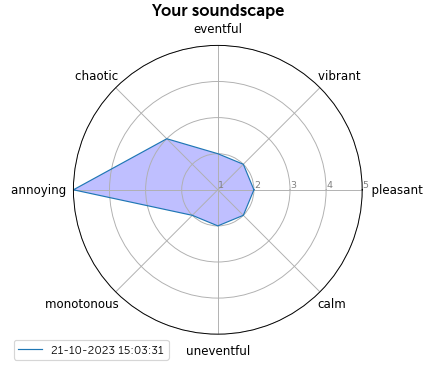 Your soundscape
eventful
chaotic
vibrant
annoying
1 2 3 4 5
pleasant
monotonous
calm
uneventful
21-10-2023 15:03:31